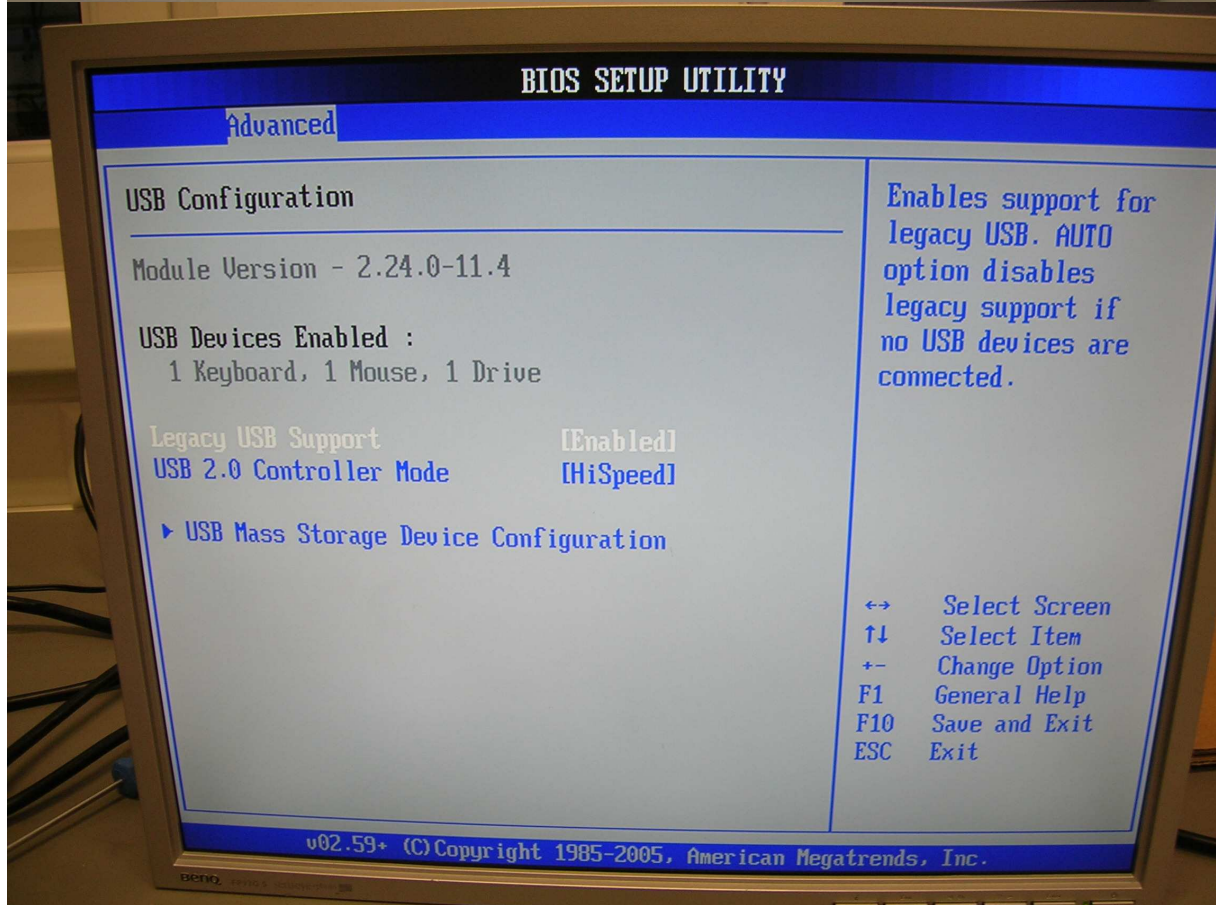 BIOS SETUP UTILITY
Advanced
USB Configuration
Module Version - 2.24.0-11.4
USB Devices Enabled :
1 Keyboard, 1 Mouse, 1 Drive
Legacy USB Support [Enabled]
USB 2.0 Controller Mode [HiSpeed]
USB Mass Storage Device Configuration
Enables support for
legacy USB. AUTO
option disables
legacy support if
no USB devices are
connected.
←→ Select Screen
↑↓ Select Item
+- Change Option
F1 General Help
F10 Save and Exit
ESC Exit
v02.59+ (C)Copyright 1985-2005, American Megatrends, Inc.
BenQ